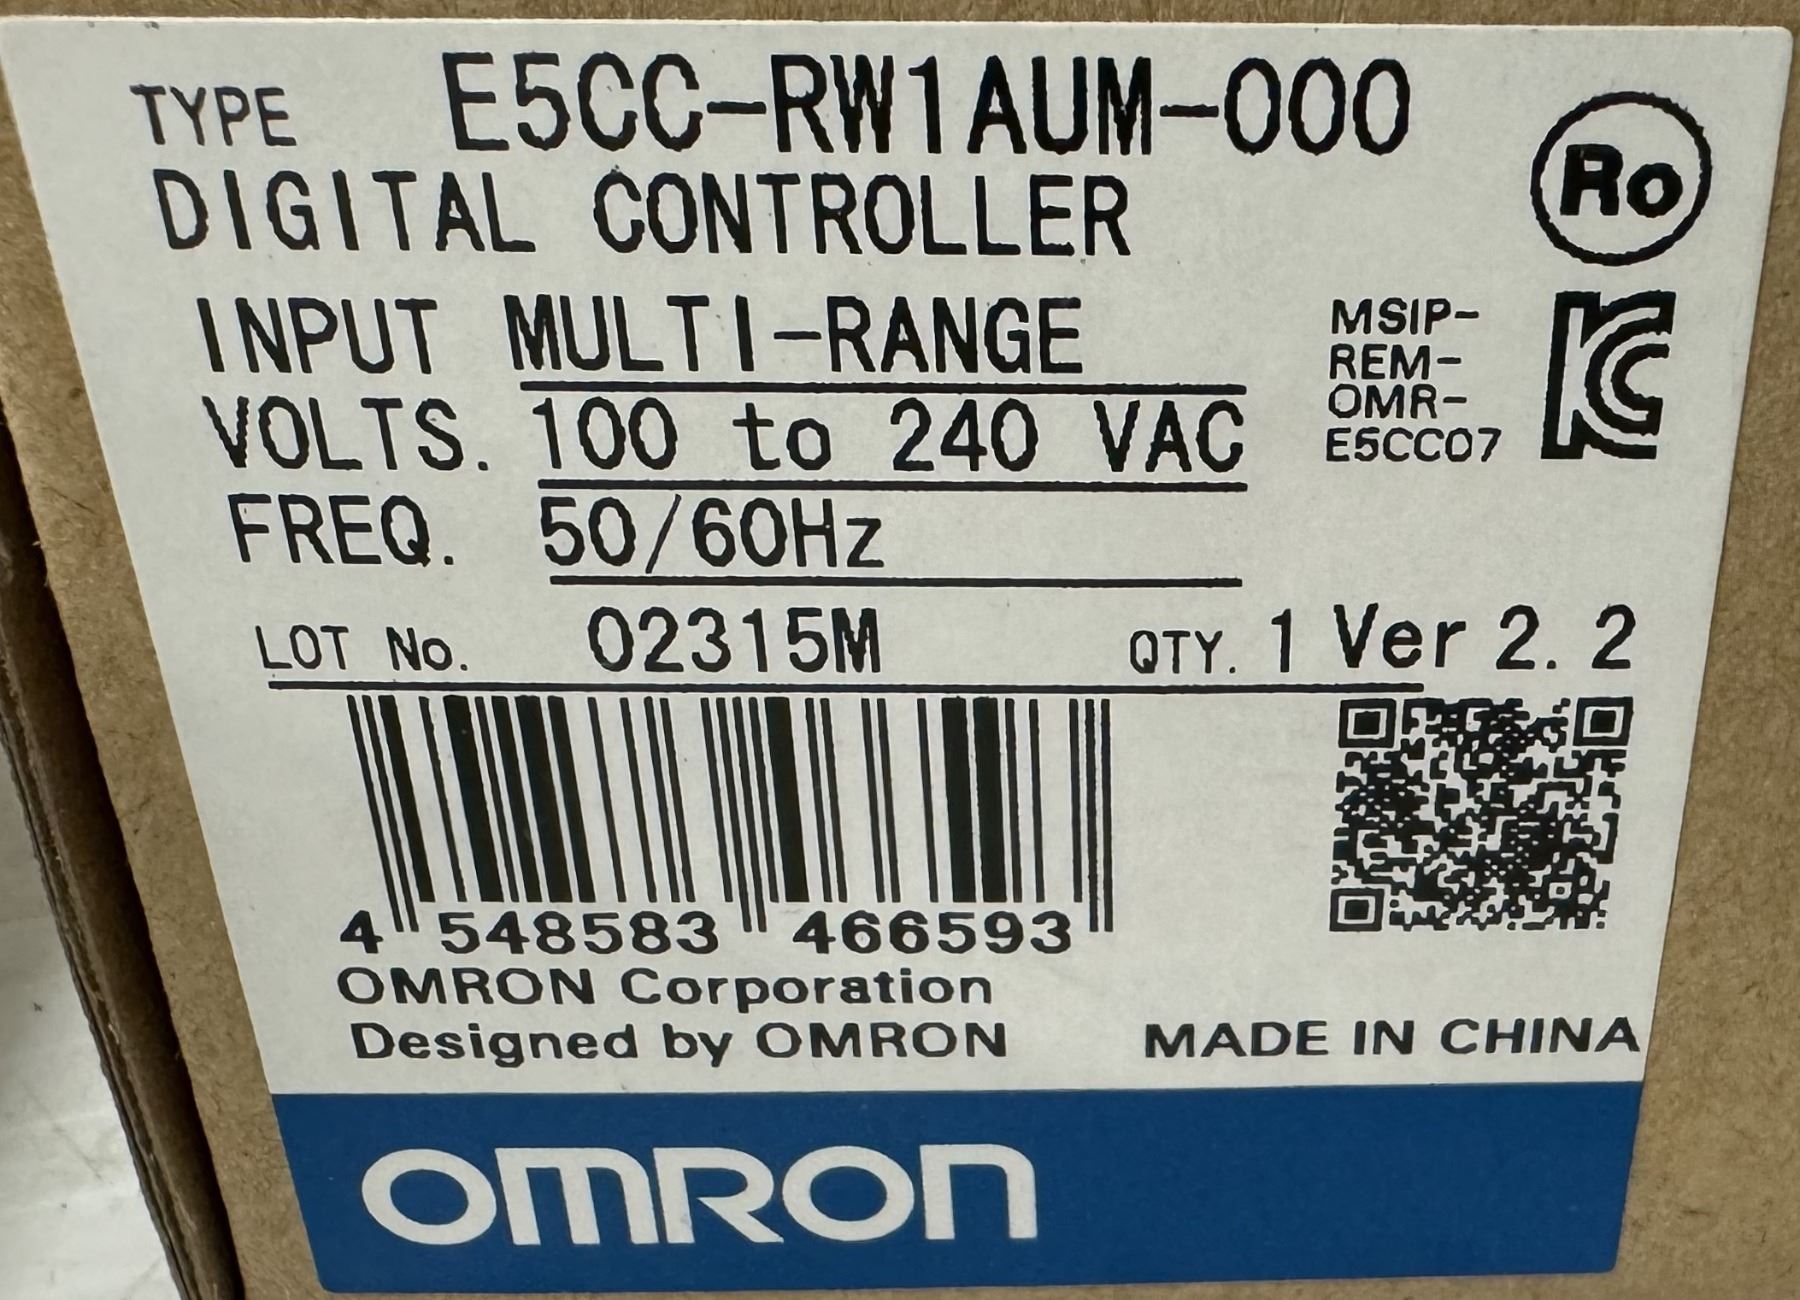 TYPE E5CC-RW1AUM-000
DIGITAL CONTROLLER
Ro
INPUT MULTI-RANGE
VOLTS. 100 to 240 VAC
FREQ. 50/60Hz
MSIP-
REM-
OMR-
E5CC07
LOT No. 02315M QTY. 1 Ver 2. 2
4 548583 466593
OMRON Corporation
Designed by OMRON
MADE IN CHINA
OMRON